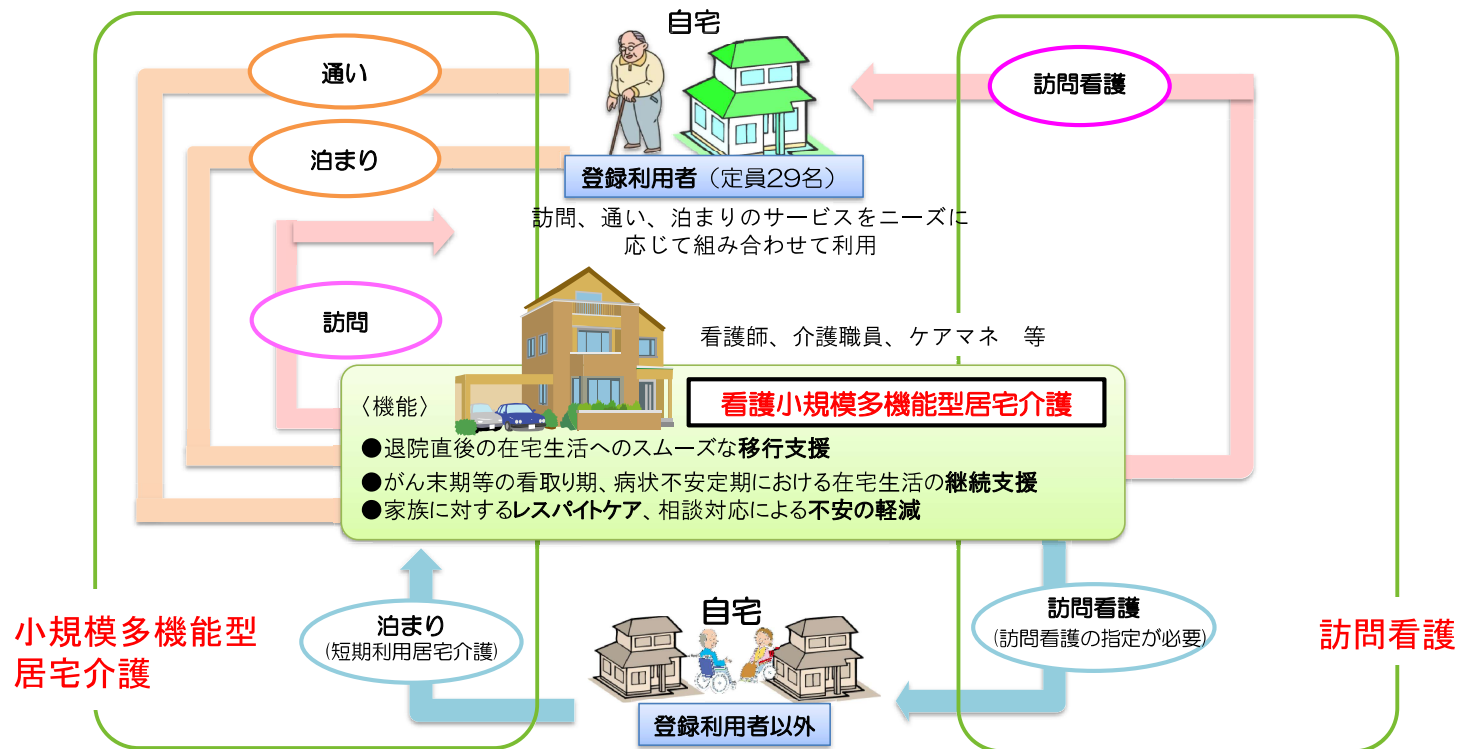 自宅
通い
訪問看護
泊まり
登録利用者（定員29名）
訪問、通い、泊まりのサービスをニーズに
応じて組み合わせて利用
訪問
看護師、介護職員、ケアマネ　等
〈機能〉
看護小規模多機能型居宅介護
●退院直後の在宅生活へのスムーズな移行支援
●がん末期等の看取り期、病状不安定期における在宅生活の継続支援
●家族に対するレスパイトケア、相談対応による不安の軽減
小規模多機能型
居宅介護
泊まり
(短期利用居宅介護)
自宅
訪問看護
(訪問看護の指定が必要)
訪問看護
登録利用者以外